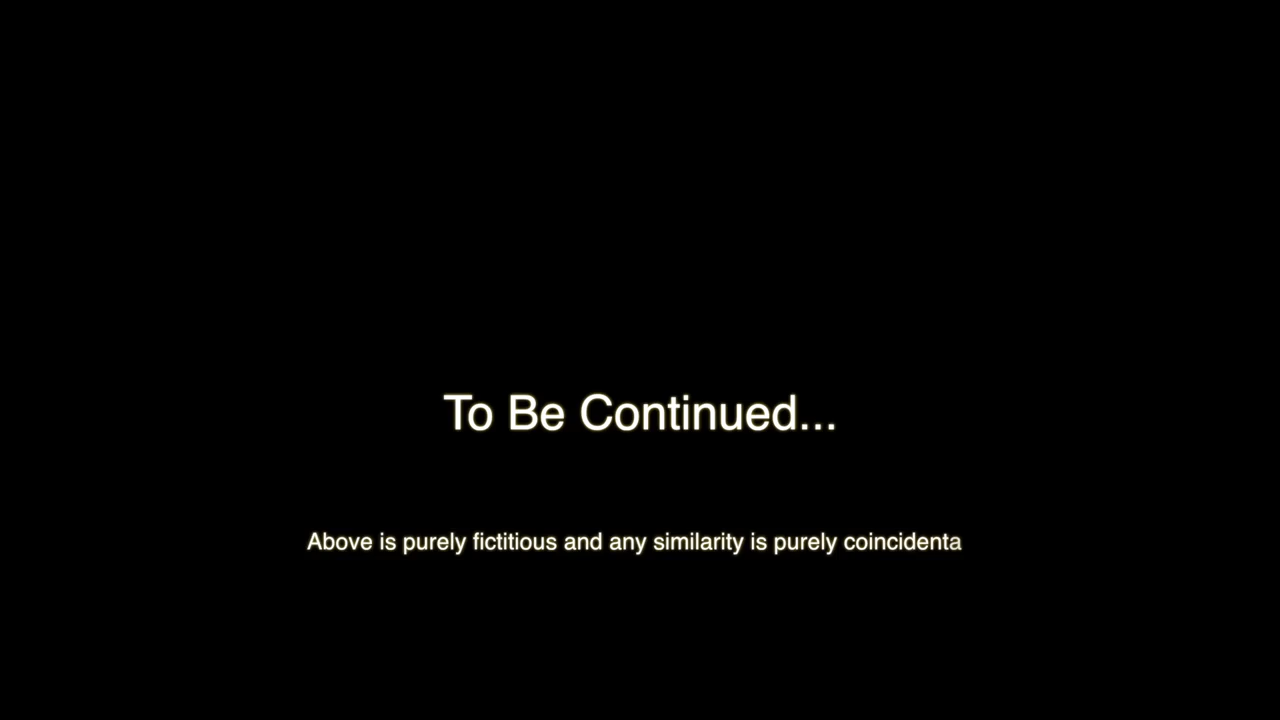 To Be Continued...
Above is purely fictitious and any similarity is purely coincidenta